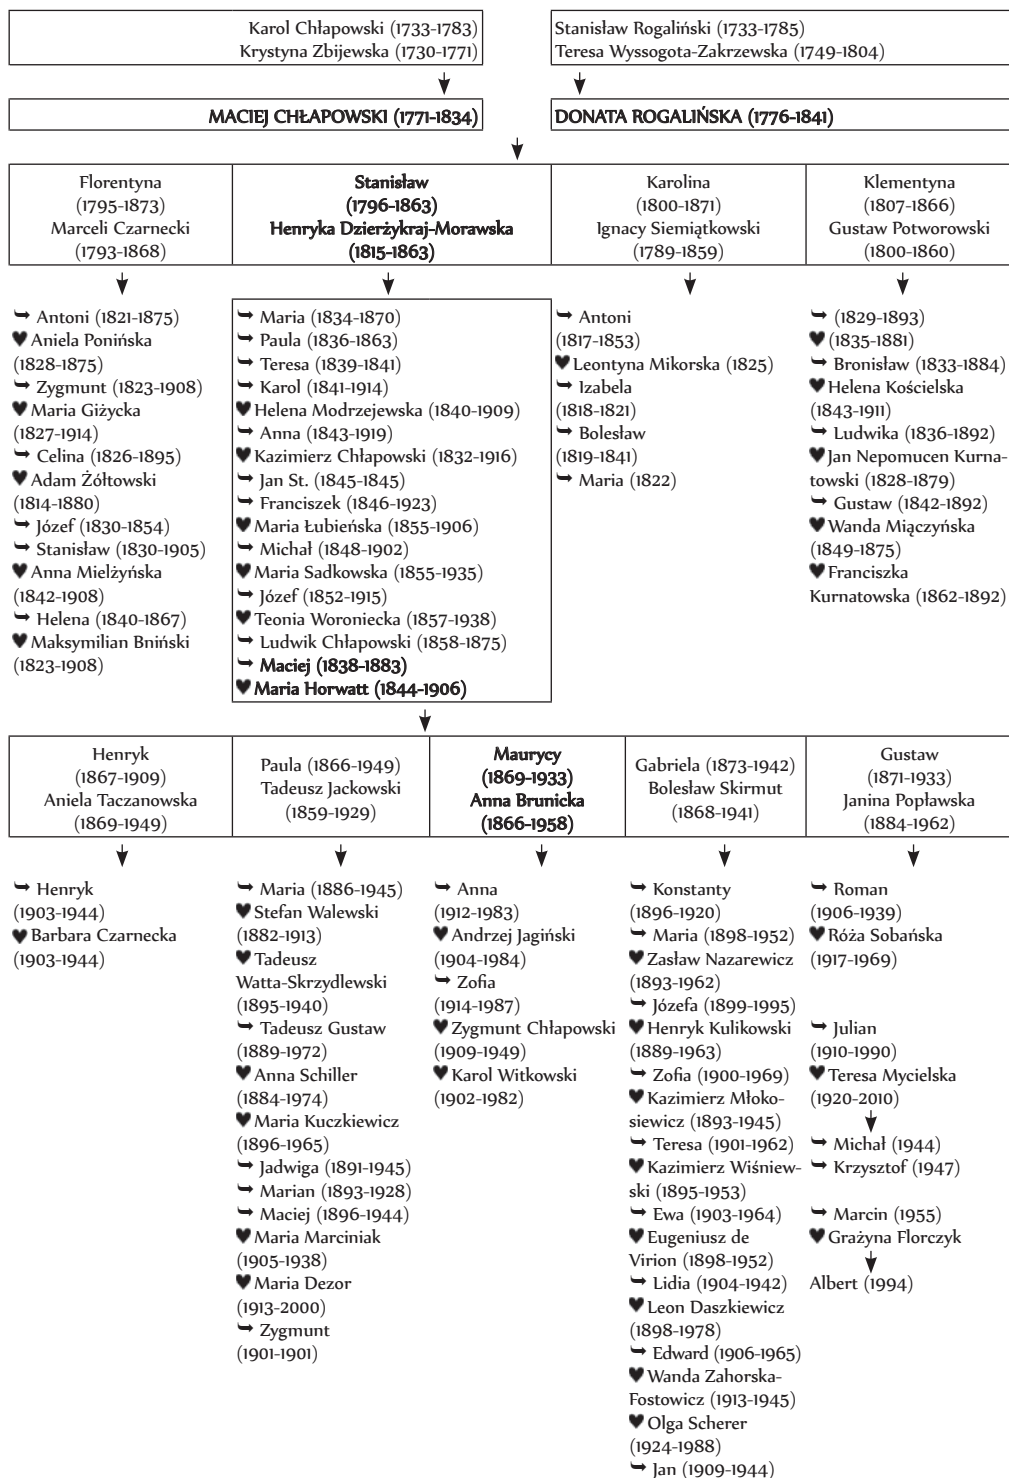 Karol Chłapowski (1733-1783)
Krystyna Zbijewska (1730-1771)
Stanisław Rogaliński (1733-1785)
Teresa Wyssogota-Zakrzewska (1749-1804)
MACIEJ CHŁAPOWSKI (1771-1834)
DONATA ROGALIŃSKA (1776-1841)
Florentyna
(1795-1873)
Marceli Czarnecki
(1793-1868)
Stanisław
(1796-1863)
Henryka Dzierżykraj-Morawska
(1815-1863)
Karolina
(1800-1871)
Ignacy Siemiątkowski
(1789-1859)
Klementyna
(1807-1866)
Gustaw Potworowski
(1800-1860)
Antoni (1821-1875)
Aniela Ponińska
(1828-1875)
Zygmunt (1823-1908)
Maria Giżycka
(1827-1914)
Celina (1826-1895)
Adam Żółtowski
(1814-1880)
Józef (1830-1854)
Stanisław (1830-1905)
Anna Mielżyńska
(1842-1908)
Helena (1840-1867)
Maksymilian Bniński
(1823-1908)
Maria (1834-1870)
Paula (1836-1863)
Teresa (1839-1841)
Karol (1841-1914)
Helena Modrzejewska (1840-1909)
Anna (1843-1919)
Kazimierz Chłapowski (1832-1916)
Jan St. (1845-1845)
Franciszek (1846-1923)
Maria Łubieńska (1855-1906)
Michał (1848-1902)
Maria Sadkowska (1855-1935)
Józef (1852-1915)
Teonia Woroniecka (1857-1938)
Ludwik Chłapowski (1858-1875)
Maciej (1838-1883)
Maria Horwatt (1844-1906)
Antoni
(1817-1853)
Leontyna Mikorska (1825)
Izabela
(1818-1821)
Bolesław
(1819-1841)
Maria (1822)
(1829-1893)
(1835-1881)
Bronisław (1833-1884)
Helena Kościelska
(1843-1911)
Ludwika (1836-1892)
Jan Nepomucen Kurna-
towski (1828-1879)
Gustaw (1842-1892)
Wanda Miączyńska
(1849-1875)
Franciszka
Kurnatowska (1862-1892)
Henryk
(1867-1909)
Aniela Taczanowska
(1869-1949)
Paula (1866-1949)
Tadeusz Jackowski
(1859-1929)
Maurycy
(1869-1933)
Anna Brunicka
(1866-1958)
Gabriela (1873-1942)
Bolesław Skirmut
(1868-1941)
Gustaw
(1871-1933)
Janina Popławska
(1884-1962)
Henryk
(1903-1944)
Barbara Czarnecka
(1903-1944)
Maria (1886-1945)
Stefan Walewski
(1882-1913)
Tadeusz
Watta-Skrzydlewski
(1895-1940)
Tadeusz Gustaw
(1889-1972)
Anna Schiller
(1884-1974)
Maria Kuczkiewicz
(1896-1965)
Jadwiga (1891-1945)
Marian (1893-1928)
Maciej (1896-1944)
Maria Marciniak
(1905-1938)
Maria Dezor
(1913-2000)
Zygmunt
(1901-1901)
Anna
(1912-1983)
Andrzej Jagiński
(1904-1984)
Zofia
(1914-1987)
Zygmunt Chłapowski
(1909-1949)
Karol Witkowski
(1902-1982)
Konstanty
(1896-1920)
Maria (1898-1952)
Zasław Nazarewicz
(1893-1962)
Józefa (1899-1995)
Henryk Kulikowski
(1889-1963)
Zofia (1900-1969)
Kazimierz Młoko-
siewicz (1893-1945)
Teresa (1901-1962)
Kazimierz Wiśniew-
ski (1895-1953)
Ewa (1903-1964)
Eugeniusz de
Virion (1898-1952)
Lidia (1904-1942)
Leon Daszkiewicz
(1898-1978)
Edward (1906-1965)
Wanda Zahorska-
Fostowicz (1913-1945)
Olga Scherer
(1924-1988)
Jan (1909-1944)
Roman
(1906-1939)
Róża Sobańska
(1917-1969)
Julian
(1910-1990)
Teresa Mycielska
(1920-2010)
Michał (1944)
Krzysztof (1947)
Marcin (1955)
Grażyna Florczyk
Albert (1994)